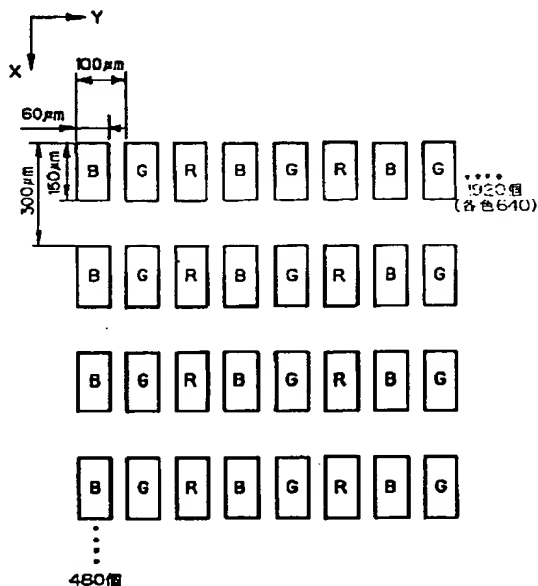 Y
X
100μm
60μm
150μm
300μm
B G R B G R B G
1920個
(各色640)
B G R B G R B G
B G R B G R B G
B G R B G R B G
480個